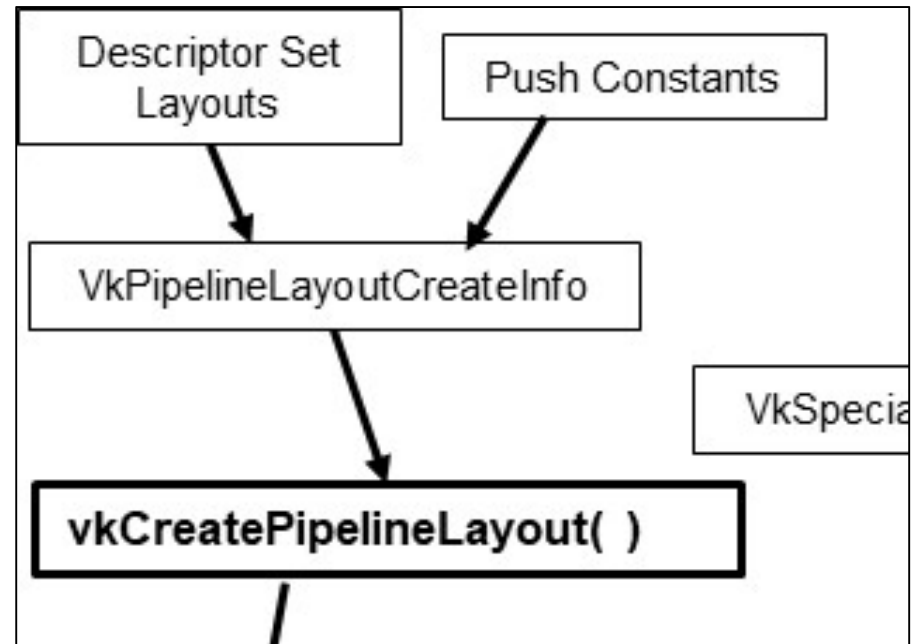 Descriptor Set
Layouts
Push Constants
VkPipelineLayoutCreateInfo
VkSpecia
vkCreatePipelineLayout( )